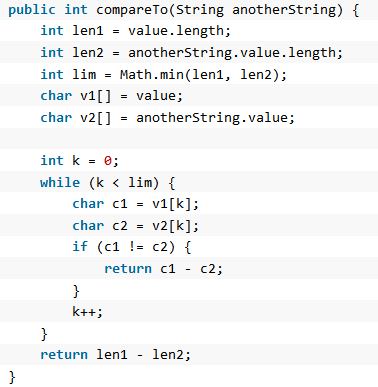 public int compareTo(String anotherString) {
    int len1 = value.length;
    int len2 = anotherString.value.length;
    int lim = Math.min(len1, len2);
    char v1[] = value;
    char v2[] = anotherString.value;

    int k = 0;
    while (k < lim) {
        char c1 = v1[k];
        char c2 = v2[k];
        if (c1 != c2) {
            return c1 - c2;
        }
        k++;
    }
    return len1 - len2;
}